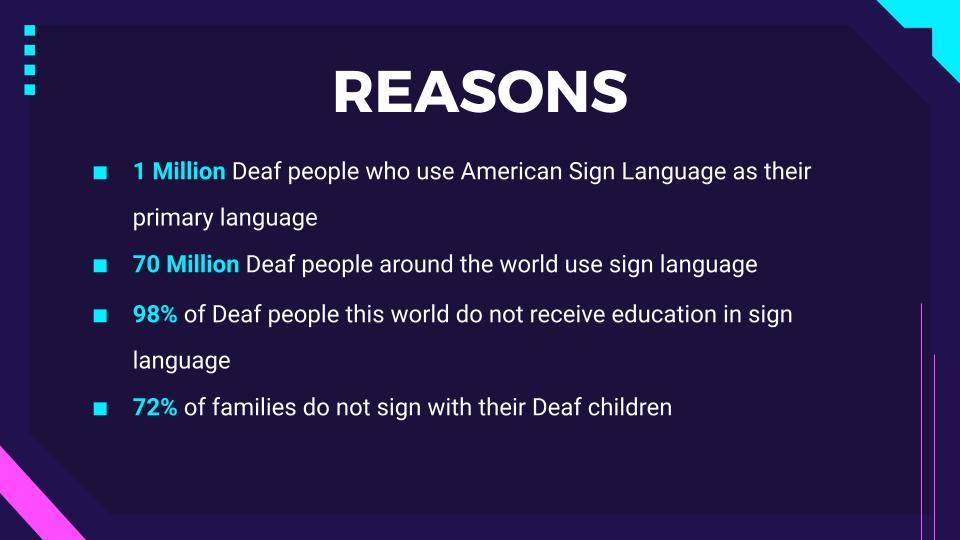 REASONS
■ 1 Million Deaf people who use American Sign Language as their
primary language
■ 70 Million Deaf people around the world use sign language
■ 98% of Deaf people this world do not receive education in sign
language
■ 72% of families do not sign with their Deaf children